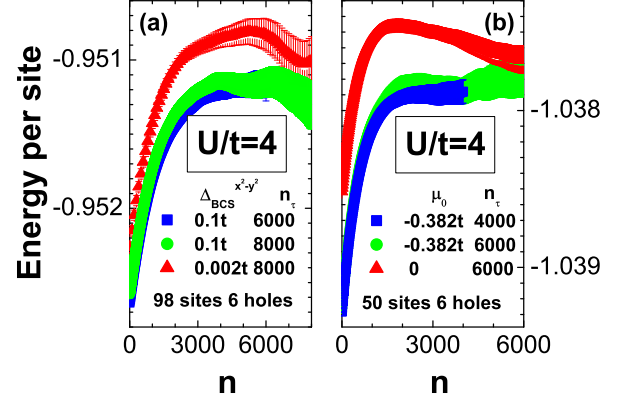 Energy per site
-0.951
-0.952
(a)
U/t=4
Δ_BCS^x²-y² n_τ
0.1t 6000
0.1t 8000
0.002t 8000
98 sites 6 holes
0 3000 6000
n
(b)
U/t=4
μ₀ n_τ
-0.382t 4000
-0.382t 6000
0 6000
50 sites 6 holes
0 3000 6000
n
-1.038
-1.039